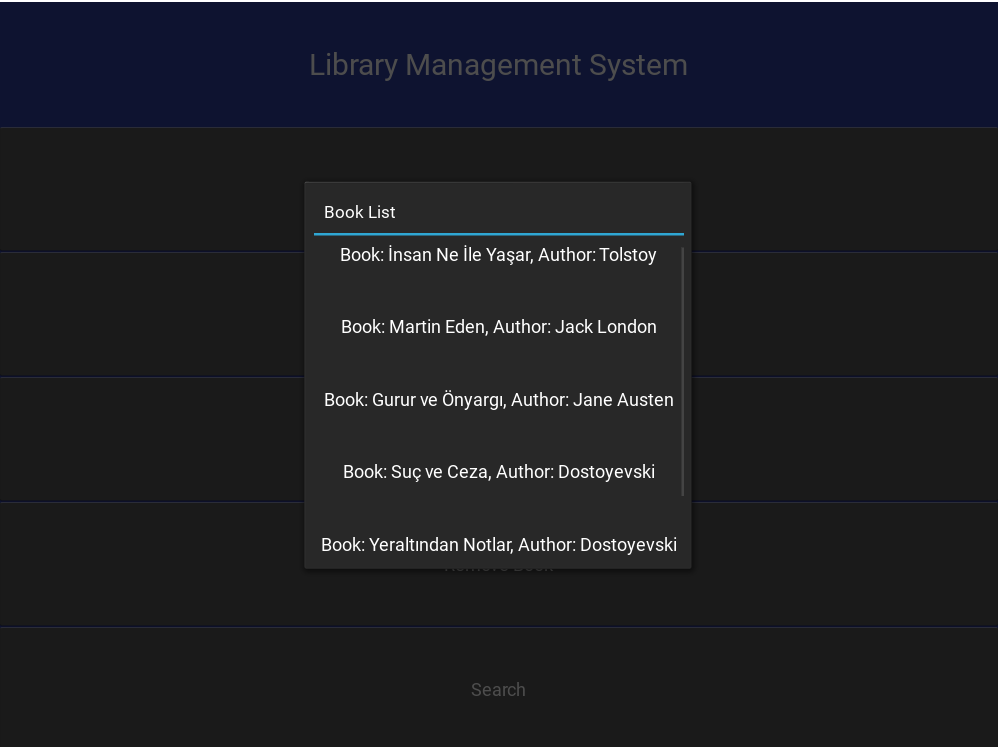 Library Management System
Book List
Book: İnsan Ne İle Yaşar, Author: Tolstoy
Book: Martin Eden, Author: Jack London
Book: Gurur ve Önyargı, Author: Jane Austen
Book: Suç ve Ceza, Author: Dostoyevski
Book: Yeraltından Notlar, Author: Dostoyevski
Search